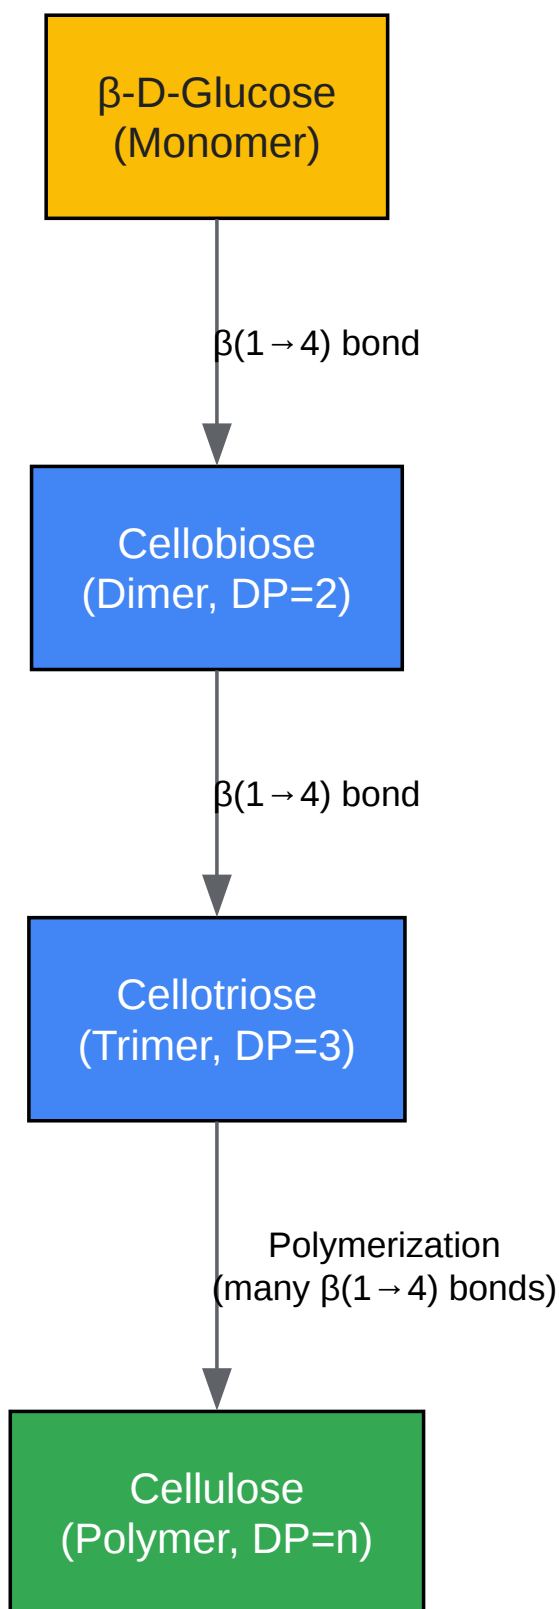 β-D-Glucose
(Monomer)
β(1→4) bond
Cellobiose
(Dimer, DP=2)
β(1→4) bond
Cellotriose
(Trimer, DP=3)
Polymerization
(many β(1→4) bonds)
Cellulose
(Polymer, DP=n)